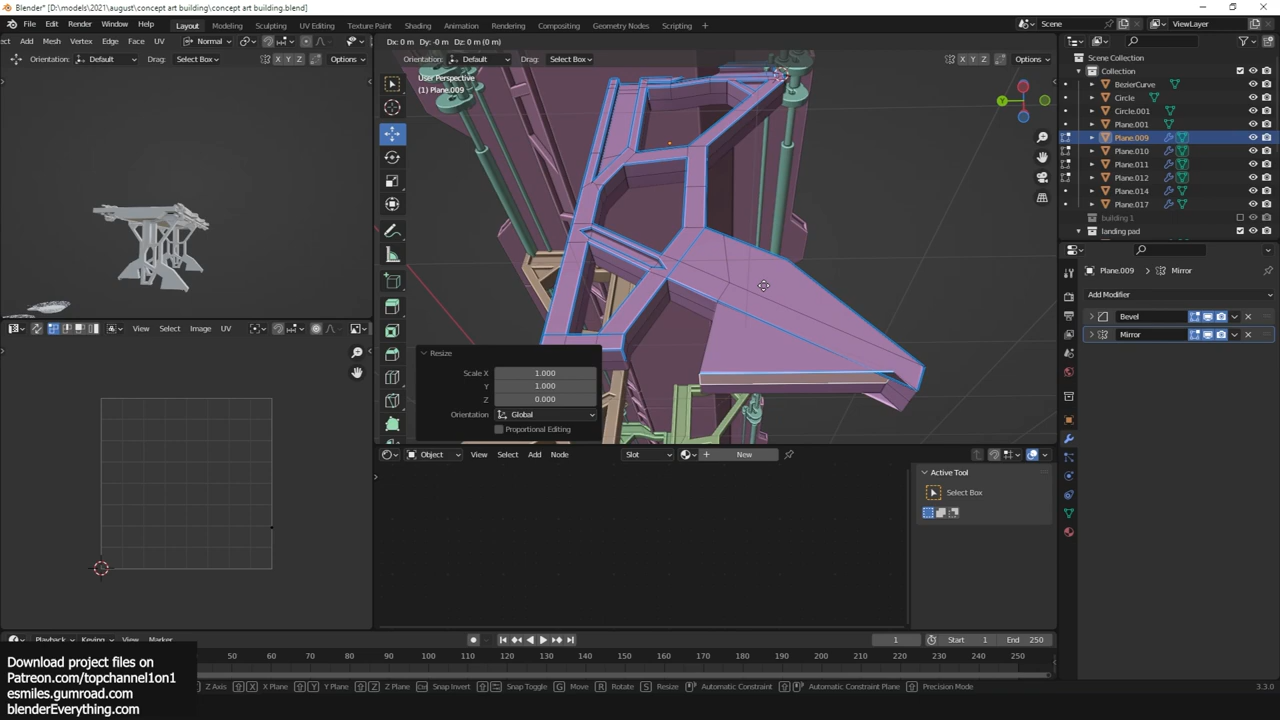 Blender* [D:\models\2021\august\concept art building\concept art building.blend]
File Edit Render Window Help Layout Modeling Sculpting UV Editing Texture Paint Shading Animation Rendering Compositing Geometry Nodes Scripting Scene ViewLayer
Add Mesh Vertex Edges Faces UV Normal Dx: 0 m Dy: -0 m Dz: 0 m (0 m)
Orientation: Default Drag: Select Box X Y Z Options
Orientation: Default Drag: Select Box X Y Z Options
User Perspective
(1) Plane.009
Y
Scene Collection
Collection
BezierCurve
Circle
Circle.001
Plane.001
Plane.009
Plane.010
Plane.011
Plane.012
Plane.014
Plane.017
building 1
landing pad
Plane.009 Mirror
Add Modifier
Bevel
Mirror
Resize
Scale X 1.000
Y 1.000
Z 0.000
Orientation Global
Proportional Editing
View Select Image UV
Object View Select Add Node Slot New
Active Tool
Select Box
Playback Keying View Marker 1 Start 1 End 250
50 60 70 80 90 100 110 120 130 140 150 160 170 180 190 200 210 220 230 240 250
Z Axis X Plane Y Plane Z Plane Snap Invert Snap Toggle G Move R Rotate S Resize Automatic Constraint Automatic Constraint Plane Precision Mode 3.3.0
Download project files on
Patreon.com/topchannel1on1
esmiles.gumroad.com
blenderEverything.com